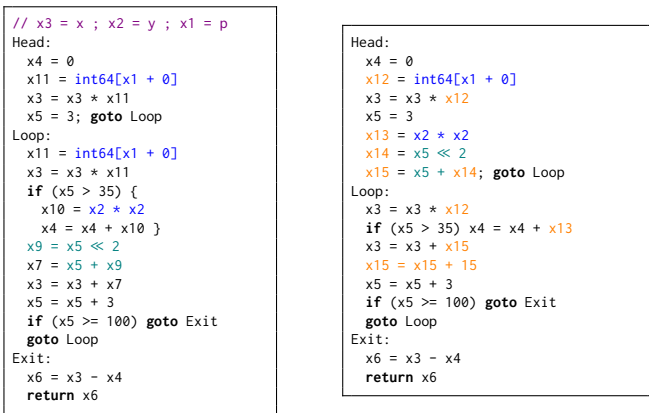 // x3 = x ; x2 = y ; x1 = p
Head:
x4 = 0
x11 = int64[x1 + 0]
x3 = x3 * x11
x5 = 3; goto Loop
Loop:
x11 = int64[x1 + 0]
x3 = x3 * x11
if (x5 > 35) {
x10 = x2 * x2
x4 = x4 + x10 }
x9 = x5 ≪ 2
x7 = x5 + x9
x3 = x3 + x7
x5 = x5 + 3
if (x5 >= 100) goto Exit
goto Loop
Exit:
x6 = x3 - x4
return x6
Head:
x4 = 0
x12 = int64[x1 + 0]
x3 = x3 * x12
x5 = 3
x13 = x2 * x2
x14 = x5 ≪ 2
x15 = x5 + x14; goto Loop
Loop:
x3 = x3 * x12
if (x5 > 35) x4 = x4 + x13
x3 = x3 + x15
x15 = x15 + 15
x5 = x5 + 3
if (x5 >= 100) goto Exit
goto Loop
Exit:
x6 = x3 - x4
return x6